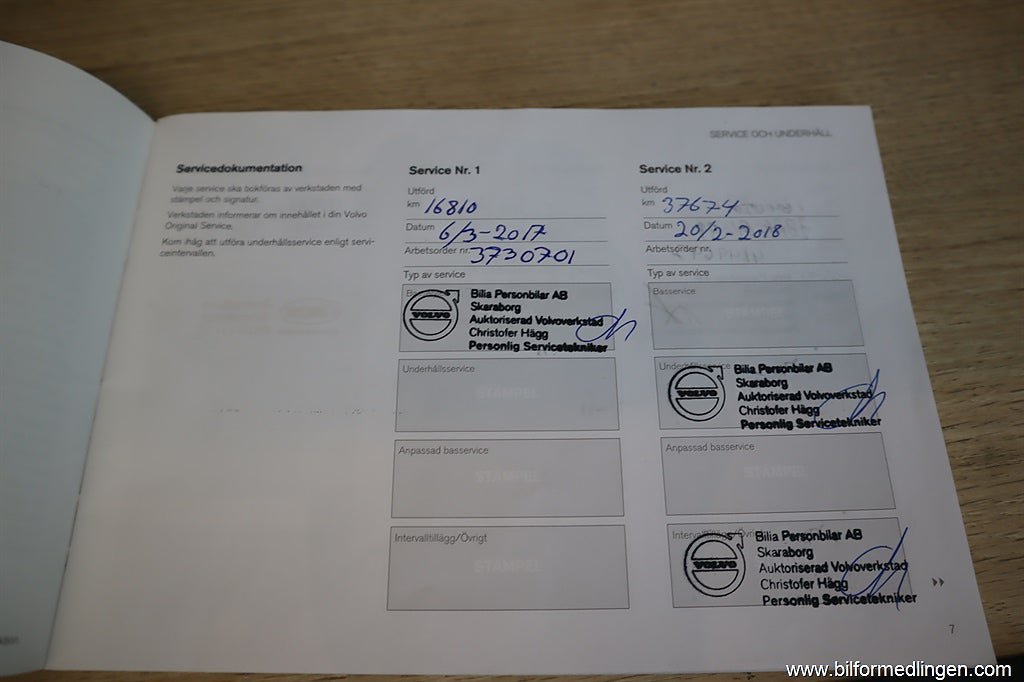 SERVICE OCH UNDERHÅLL
Servicedokumentation
Varje service ska bokföras av verkstaden med
stämpel och signatur.
Verkstaden informerar om innehållet i din Volvo
Original Service.
Kom ihåg att utföra underhållsservice enligt servi-
ceintervallen.
Service Nr. 1
Utförd
km 16810
Datum 6/3-2017
Arbetsorder nr. 3730701
Typ av service
VOLVO
Bilia Personbilar AB
Skaraborg
Auktoriserad Volvoverkstad
Christofer Hägg
Personlig Servicetekniker
Underhållsservice
STÄMPEL
Anpassad basservice
STÄMPEL
Intervalltillägg/Övrigt
STÄMPEL
Service Nr. 2
Utförd
km 37674
Datum 20/2-2018
Arbetsorder nr.
Typ av service
Basservice
STÄMPEL
VOLVO
Bilia Personbilar AB
Skaraborg
Auktoriserad Volvoverkstad
Christofer Hägg
Personlig Servicetekniker
Anpassad basservice
STÄMPEL
Intervalltillägg/Övrigt
VOLVO
Bilia Personbilar AB
Skaraborg
Auktoriserad Volvoverkstad
Christofer Hägg
Personlig Servicetekniker
7
www.bilformedlingen.com